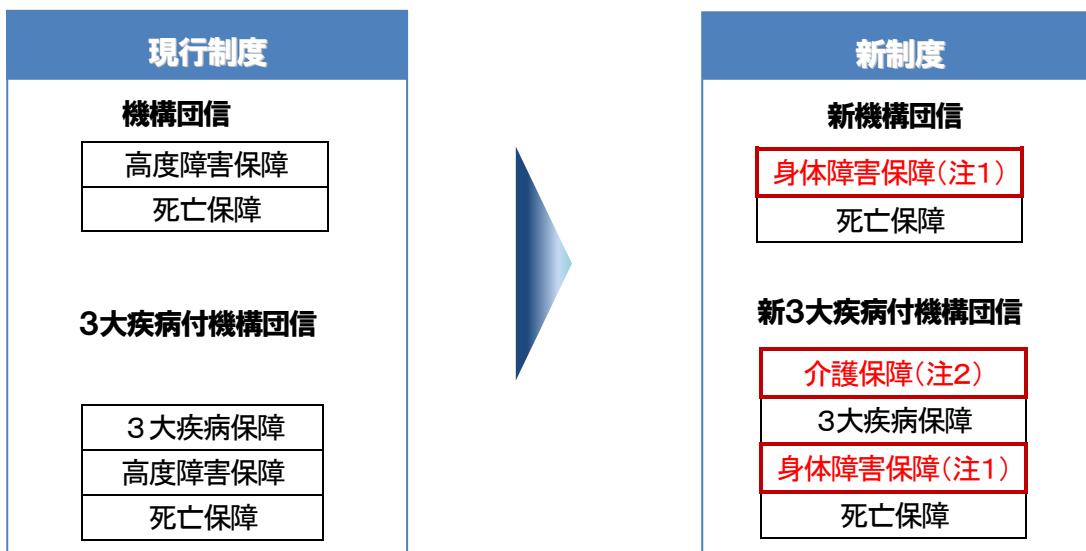 現行制度
機構団信
高度障害保障
死亡保障
3大疾病付機構団信
3大疾病保障
高度障害保障
死亡保障
新制度
新機構団信
身体障害保障(注1)
死亡保障
新3大疾病付機構団信
介護保障(注2)
3大疾病保障
身体障害保障(注1)
死亡保障